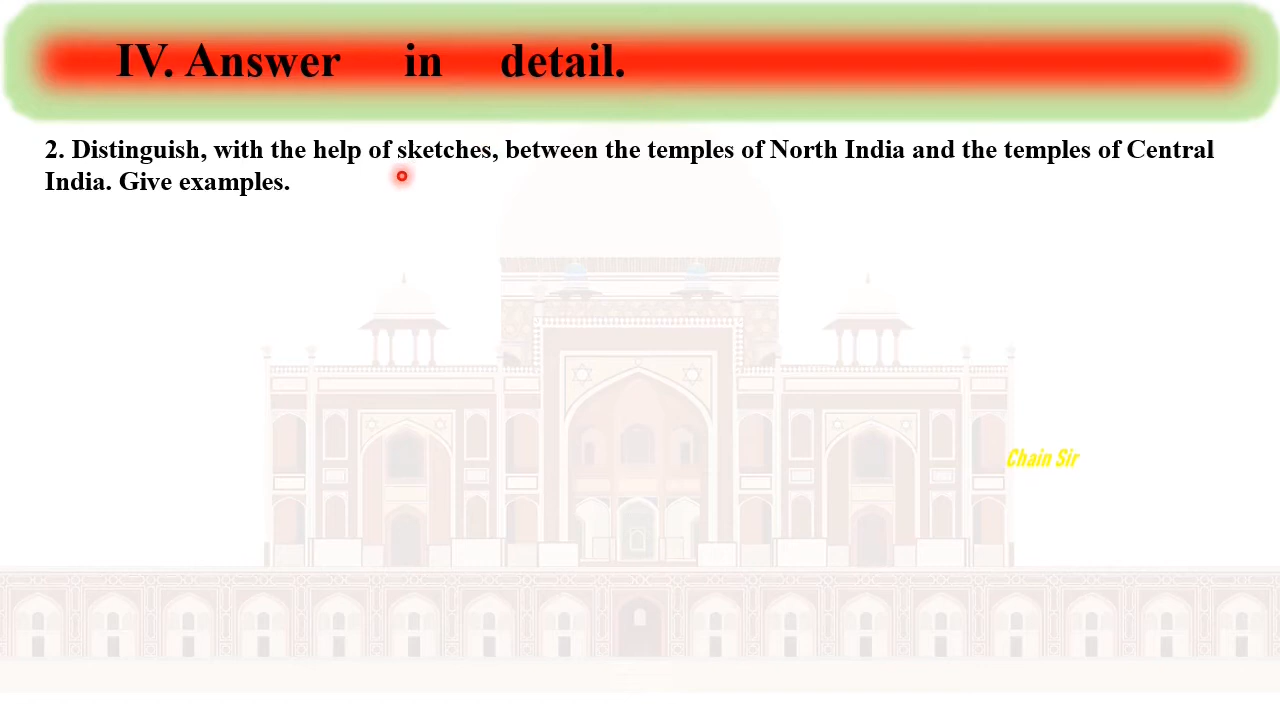 IV. Answer in detail.
2. Distinguish, with the help of sketches, between the temples of North India and the temples of Central
India. Give examples.
Chain Sir